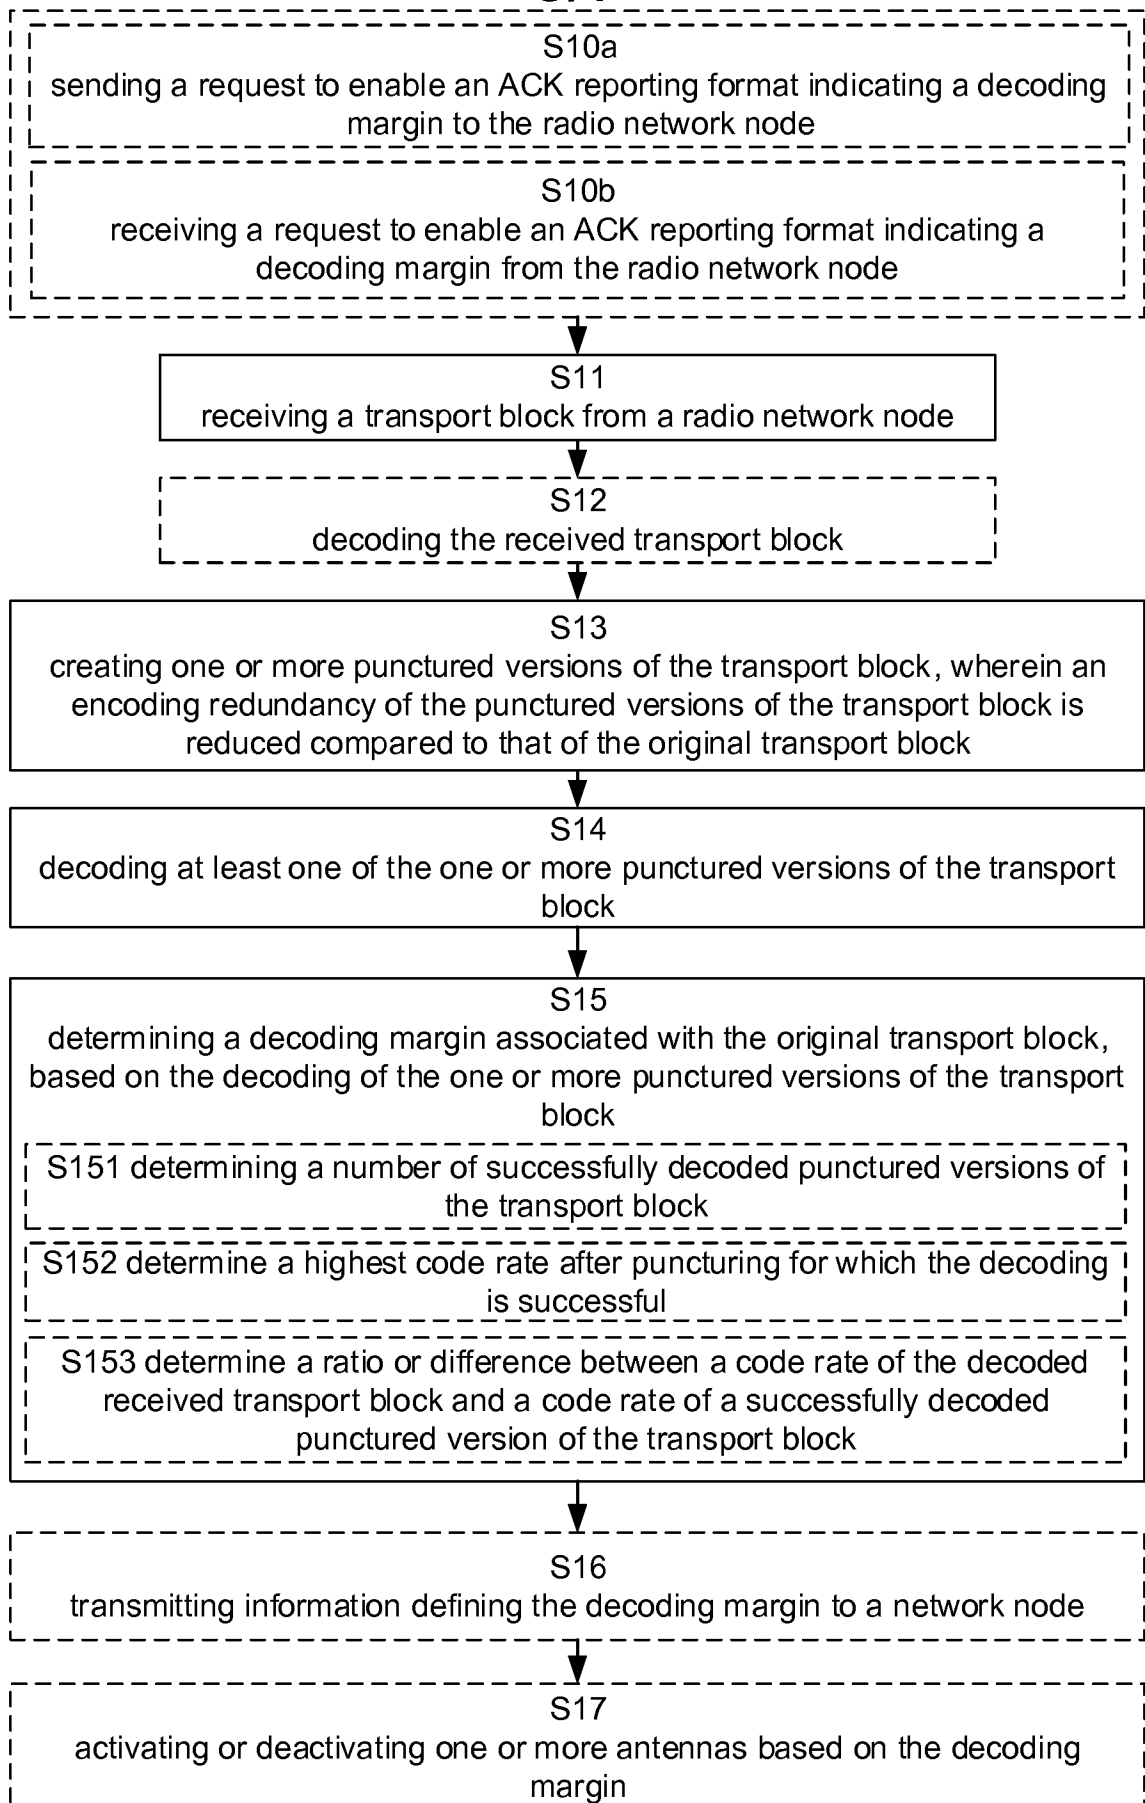 S10a
sending a request to enable an ACK reporting format indicating a decoding
margin to the radio network node
S10b
receiving a request to enable an ACK reporting format indicating a
decoding margin from the radio network node
S11
receiving a transport block from a radio network node
S12
decoding the received transport block
S13
creating one or more punctured versions of the transport block, wherein an
encoding redundancy of the punctured versions of the transport block is
reduced compared to that of the original transport block
S14
decoding at least one of the one or more punctured versions of the transport
block
S15
determining a decoding margin associated with the original transport block,
based on the decoding of the one or more punctured versions of the transport
block
S151 determining a number of successfully decoded punctured versions of
the transport block
S152 determine a highest code rate after puncturing for which the decoding
is successful
S153 determine a ratio or difference between a code rate of the decoded
received transport block and a code rate of a successfully decoded
punctured version of the transport block
S16
transmitting information defining the decoding margin to a network node
S17
activating or deactivating one or more antennas based on the decoding
margin